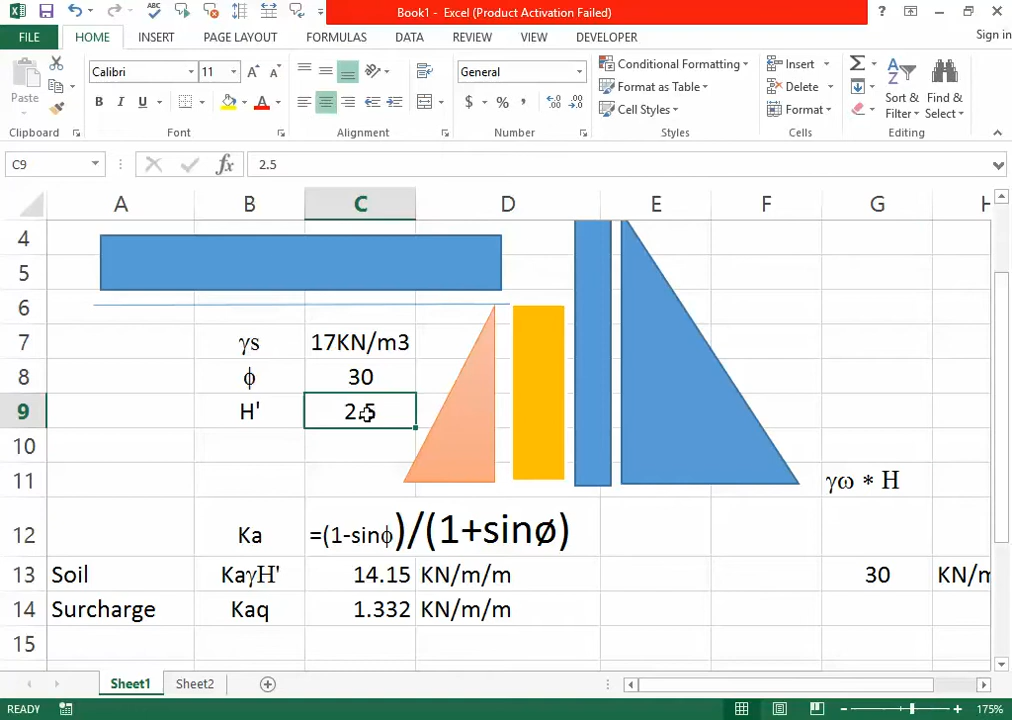 Book1 - Excel (Product Activation Failed)
?
FILE HOME INSERT PAGE LAYOUT FORMULAS DATA REVIEW VIEW DEVELOPER Sign in
Paste
Calibri 11
B I U
General
$ % ,
Conditional Formatting
Format as Table
Cell Styles
Insert
Delete
Format
Sort & Filter
Find & Select
Clipboard Font Alignment Number Styles Cells Editing
C9 fx 2.5
A B C D E F G H
4
5
6
7 γs 17KN/m3
8 ϕ 30
9 H' 2.5
10
11 γω * H
12 Ka =(1-sinϕ)/(1+sinø)
13 Soil KaγH' 14.15 KN/m/m 30 KN/m
14 Surcharge Kaq 1.332 KN/m/m
15
Sheet1 Sheet2
READY 175%